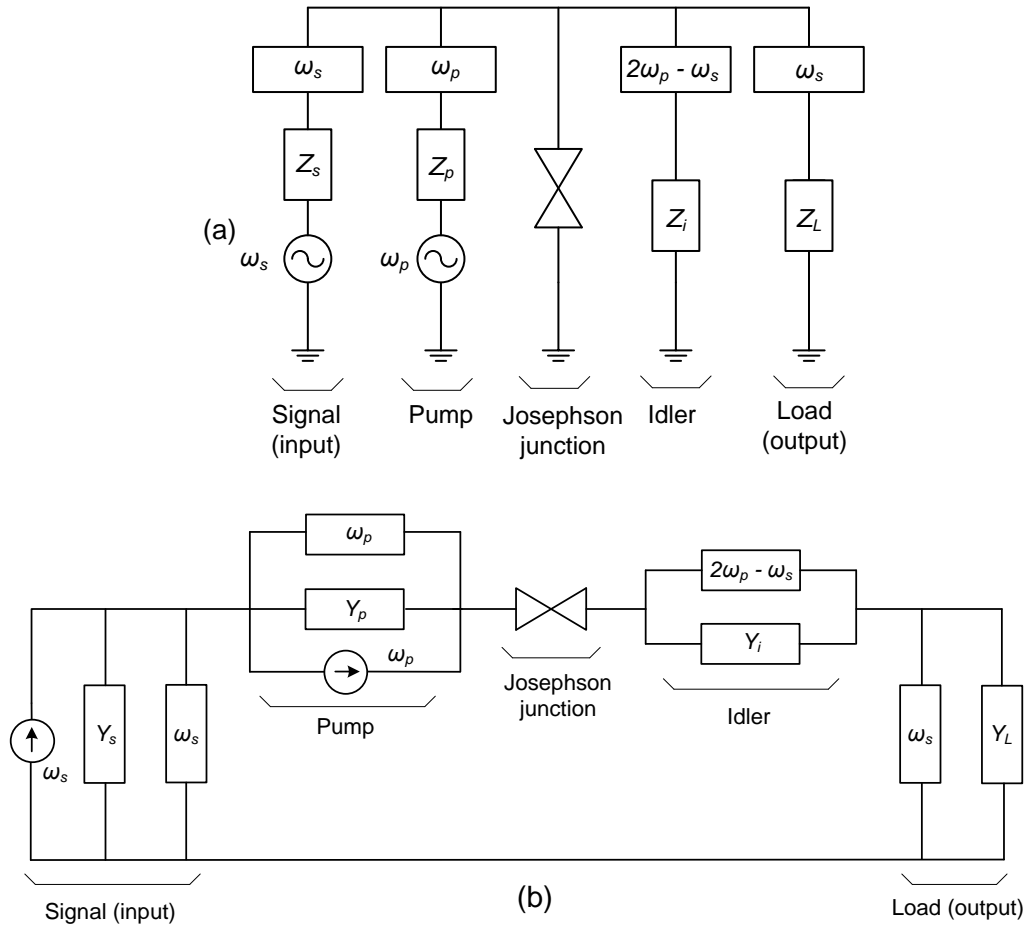 ωs
ωp
2ωp - ωs
ωs
Zs
Zp
Zi
ZL
(a)
ωs
ωp
Signal
(input)
Pump
Josephson
junction
Idler
Load
(output)
ωp
Yp
ωp
Pump
Josephson
junction
2ωp - ωs
Yi
Idler
ωs
Ys
ωs
ωs
YL
Signal (input)
(b)
Load (output)